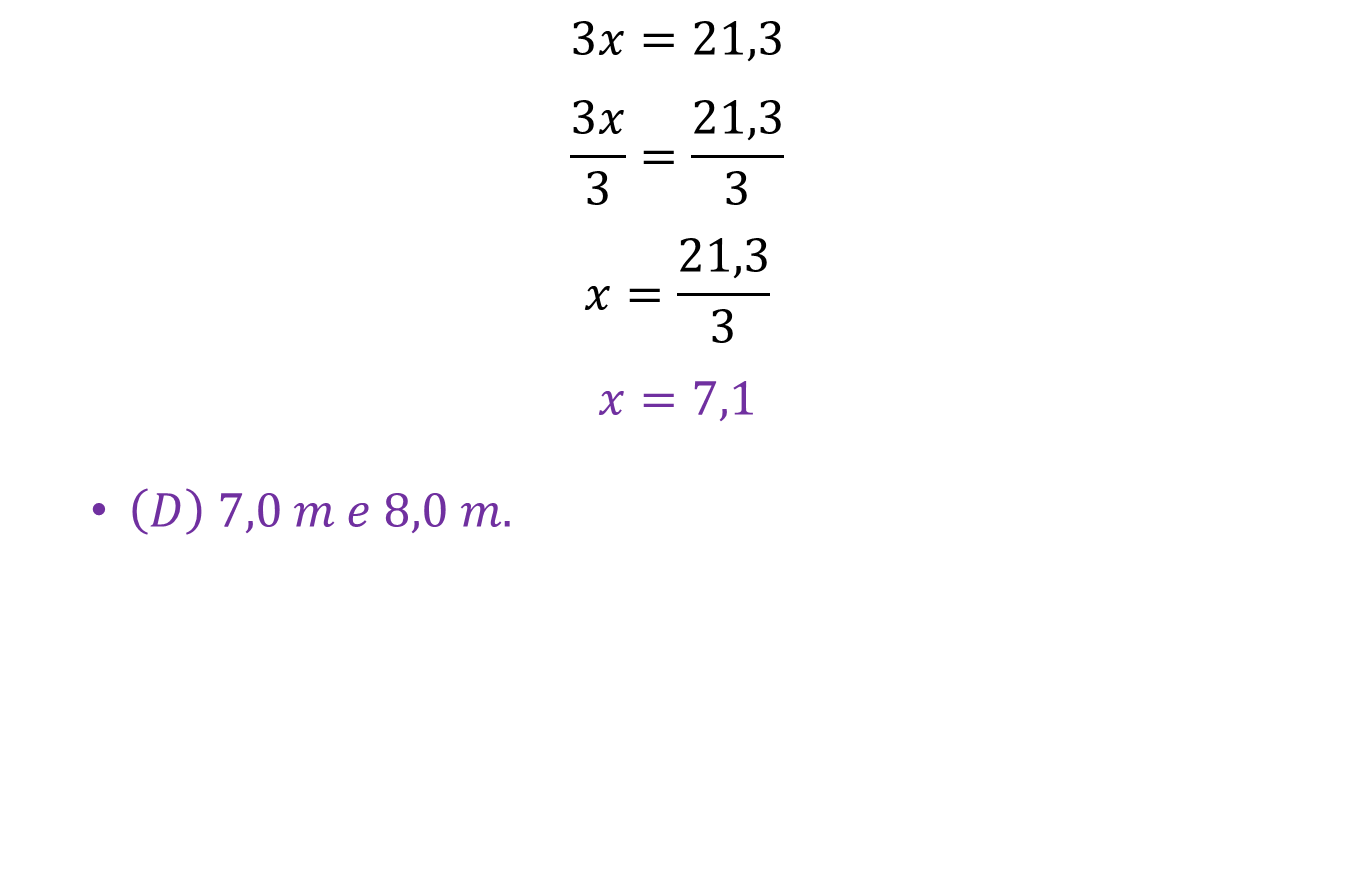 3x = 21,3
3x/3 = 21,3/3
x = 21,3/3
x = 7,1
• (D) 7,0 m e 8,0 m.